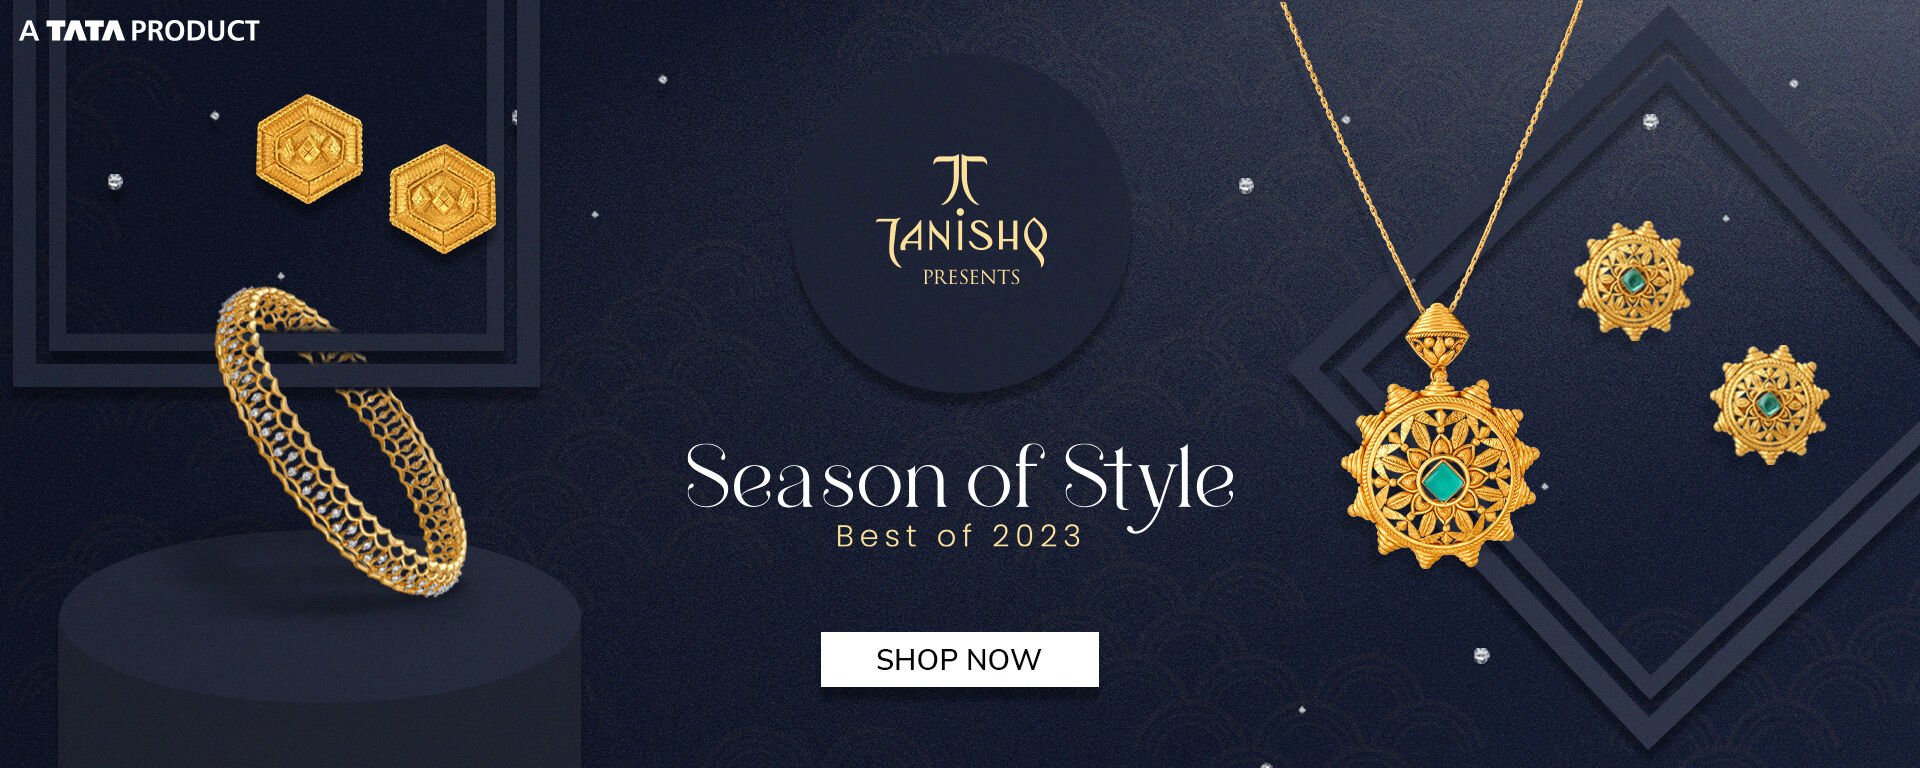 A TATA PRODUCT
TANISHQ
PRESENTS
Season of Style
Best of 2023
SHOP NOW